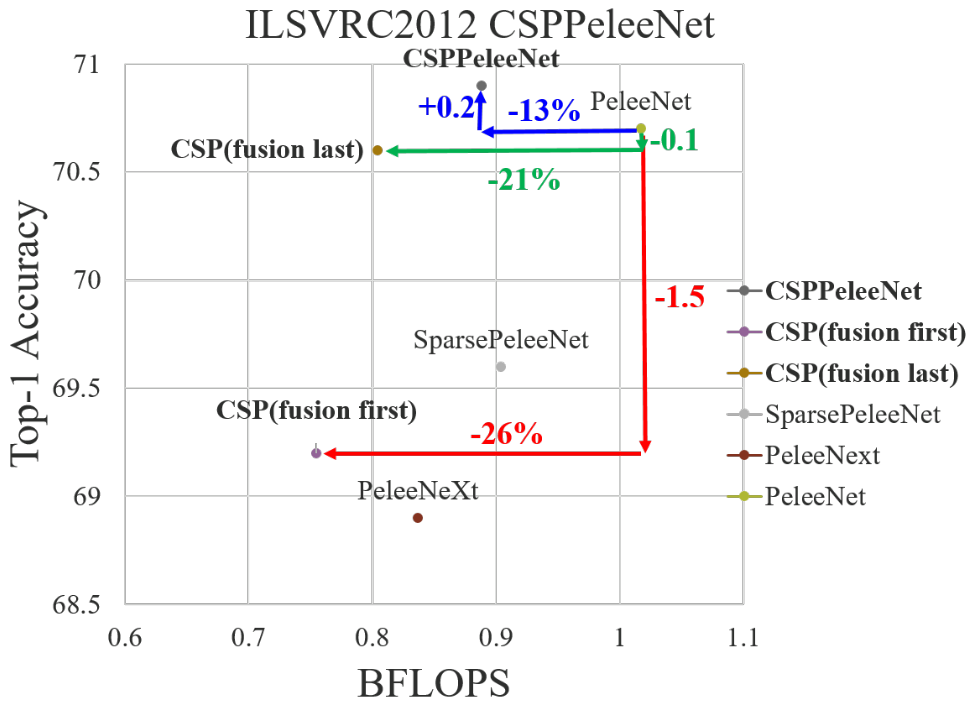 ILSVRC2012 CSPPeleeNet
71
70.5
70
69.5
69
68.5
Top-1 Accuracy
CSPPeleeNet
+0.2
-13%
PeleeNet
CSP(fusion last)
-0.1
-21%
-1.5
SparsePeleeNet
CSP(fusion first)
-26%
PeleeNeXt
0.6 0.7 0.8 0.9 1 1.1
BFLOPS
CSPPeleeNet
CSP(fusion first)
CSP(fusion last)
SparsePeleeNet
PeleeNext
PeleeNet